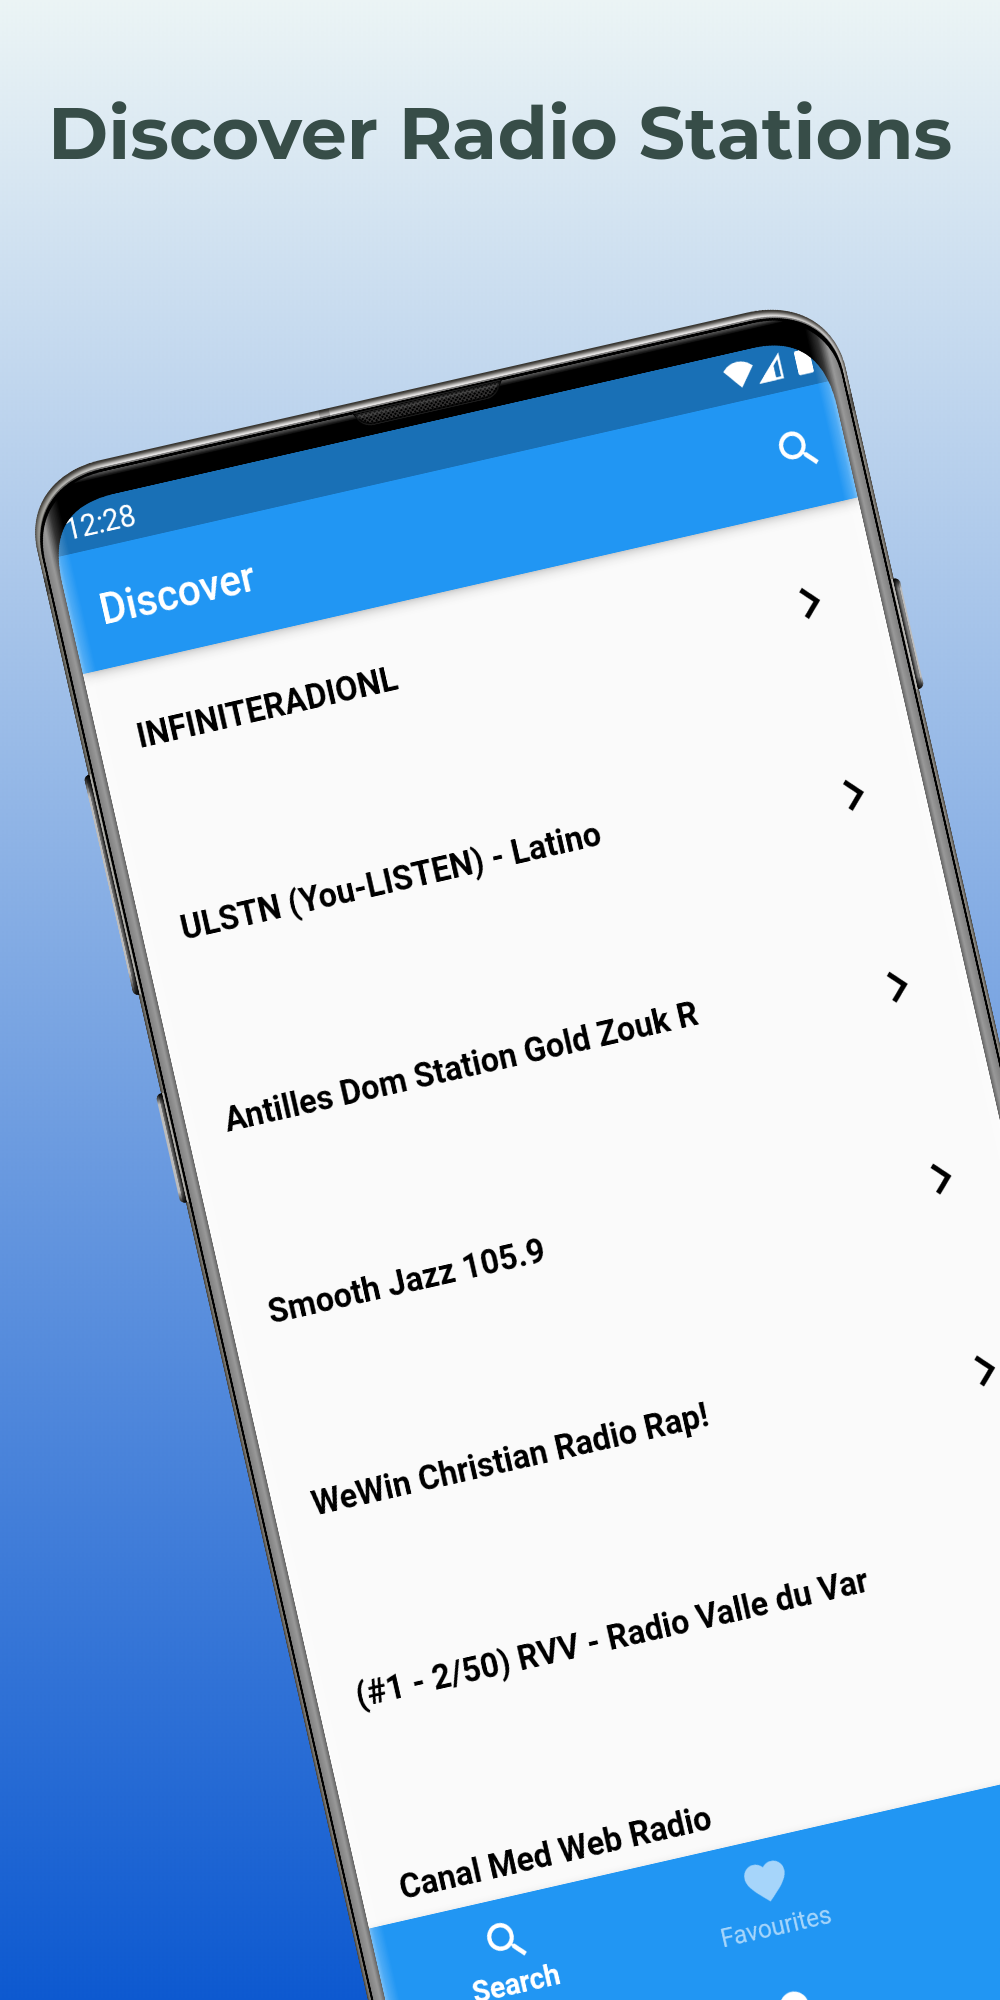 Discover Radio Stations
12:28
Discover
INFINITERADIONL
ULSTN (You-LISTEN) - Latino
Antilles Dom Station Gold Zouk R
Smooth Jazz 105.9
WeWin Christian Radio Rap!
(#1 - 2/50) RVV - Radio Valle du Var
Canal Med Web Radio
Search
Favourites